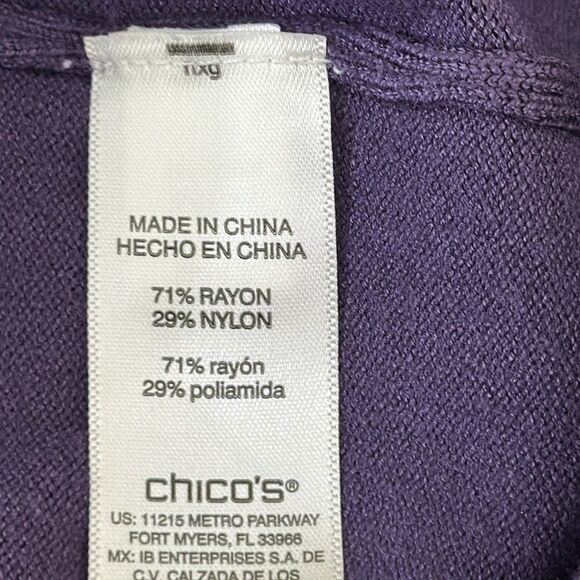 MADE IN CHINA
HECHO EN CHINA
71% RAYON
29% NYLON
71% rayón
29% poliamida
chico's®
US: 11215 METRO PARKWAY
FORT MYERS, FL 33966
MX: IB ENTERPRISES S.A. DE
C.V. CALZADA DE LOS